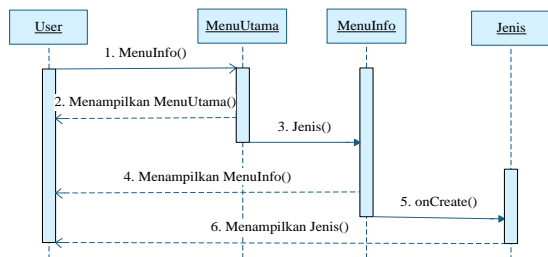 User
MenuUtama
MenuInfo
Jenis
1. MenuInfo()
2. Menampilkan MenuUtama()
3. Jenis()
4. Menampilkan MenuInfo()
5. onCreate()
6. Menampilkan Jenis()